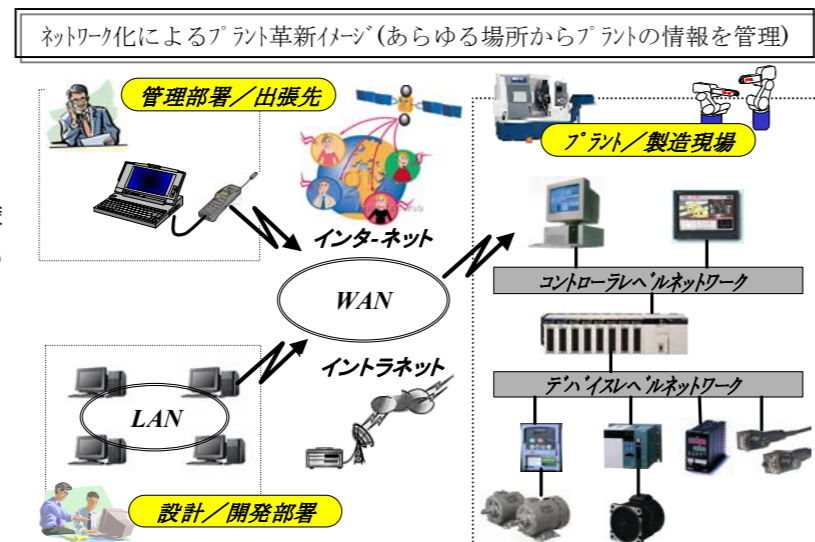 ネットワーク化によるプラント革新イメージ(あらゆる場所からプラントの情報を管理)
管理部署／出張先
プラント／製造現場
インターネット
WAN
コントローラレベルネットワーク
イントラネット
デバイスレベルネットワーク
LAN
設計／開発部署